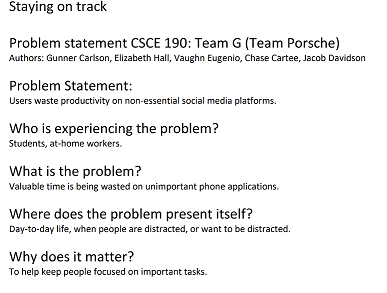 Staying on track
Problem statement CSCE 190: Team G (Team Porsche)
Authors: Gunner Carlson, Elizabeth Hall, Vaughn Eugenio, Chase Cartee, Jacob Davidson
Problem Statement:
Users waste productivity on non-essential social media platforms.
Who is experiencing the problem?
Students, at-home workers.
What is the problem?
Valuable time is being wasted on unimportant phone applications.
Where does the problem present itself?
Day-to-day life, when people are distracted, or want to be distracted.
Why does it matter?
To help keep people focused on important tasks.